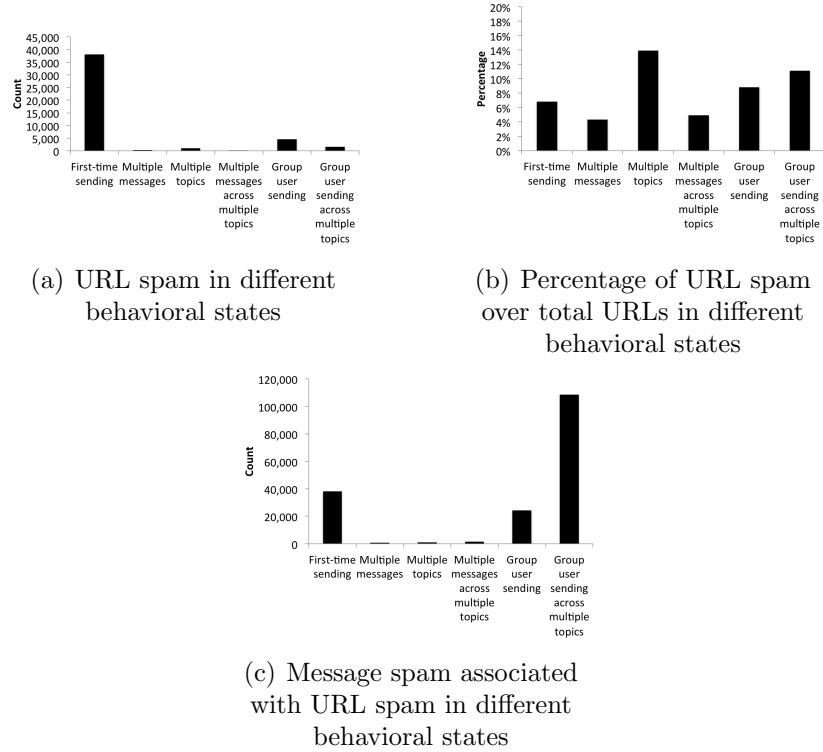 45,000
40,000
35,000
30,000
25,000
20,000
15,000
10,000
5,000
0
Count
First-time sending
Multiple messages
Multiple topics
Multiple messages across multiple topics
Group user sending
Group user sending across multiple topics
(a) URL spam in different
behavioral states
20%
18%
16%
14%
12%
10%
8%
6%
4%
2%
0%
Percentage
First-time sending
Multiple messages
Multiple topics
Multiple messages across multiple topics
Group user sending
Group user sending across multiple topics
(b) Percentage of URL spam
over total URLs in different
behavioral states
120,000
100,000
80,000
60,000
40,000
20,000
0
Count
First-time sending
Multiple messages
Multiple topics
Multiple messages across multiple topics
Group user sending
Group user sending across multiple topics
(c) Message spam associated
with URL spam in different
behavioral states